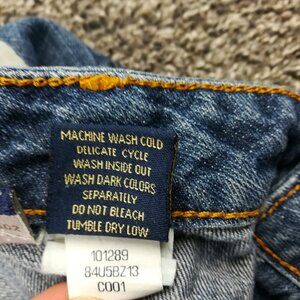 MACHINE WASH COLD
DELICATE CYCLE
WASH INSIDE OUT
WASH DARK COLORS
SEPARATELY
DO NOT BLEACH
TUMBLE DRY LOW
101289
84U5BZ13
C001